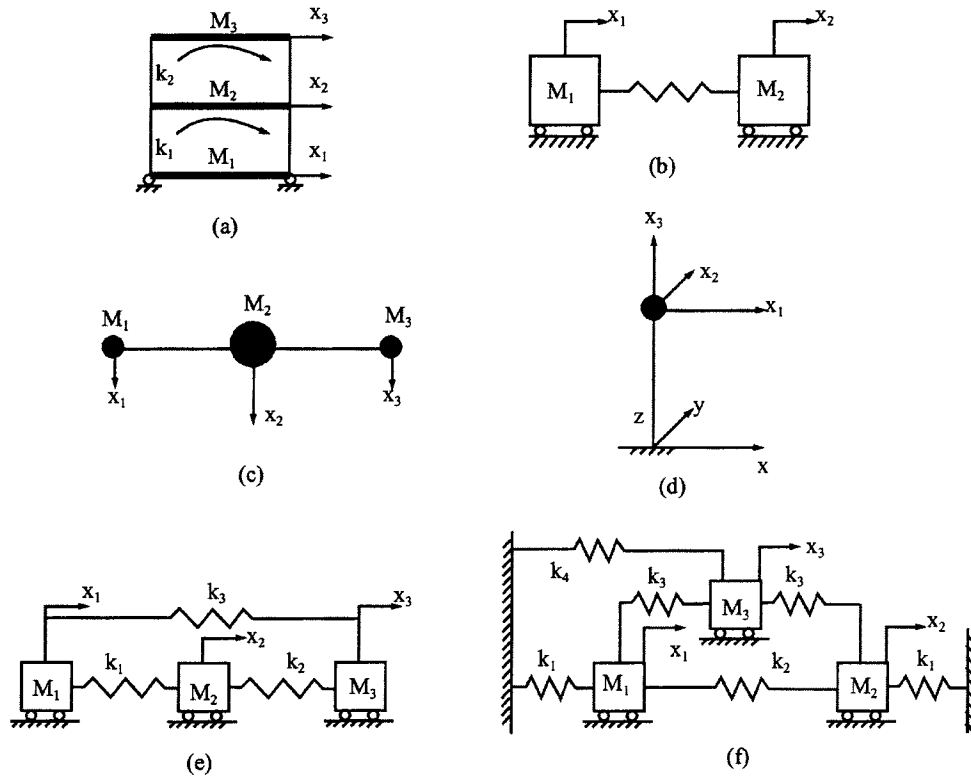 M₃ x₃
k₂
M₂ x₂
k₁
M₁ x₁
(a)
x₁ x₂
M₁ M₂
(b)
M₁ M₂ M₃
x₁ x₂ x₃
(c)
x₃
x₂
x₁
z y
x
(d)
x₁ k₃ x₃
x₂
k₁ k₂
M₁ M₂ M₃
(e)
x₃
k₄
k₃ k₃
M₃
x₁ x₂
k₁ k₂ k₁
M₁ M₂
(f)